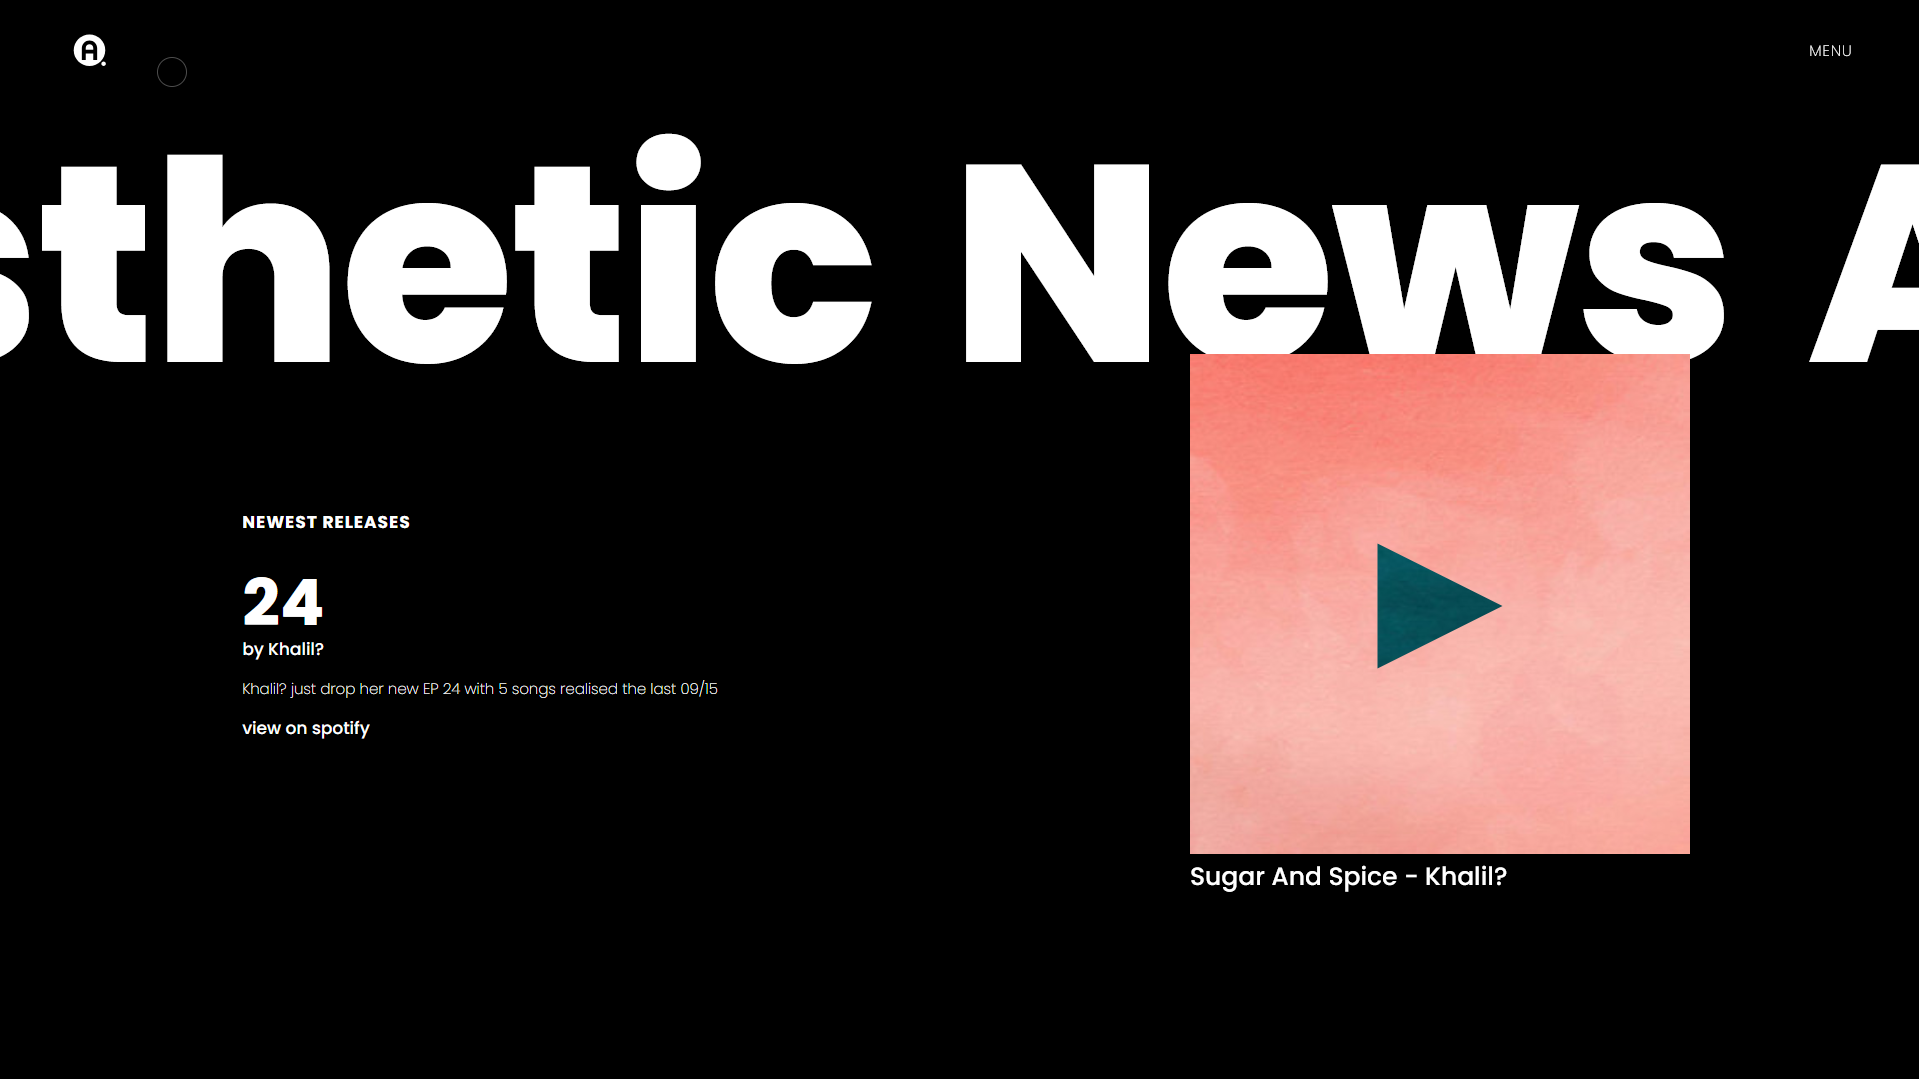 MENU
sthetic News A
NEWEST RELEASES
24
by Khalil?
Khalil? just drop her new EP 24 with 5 songs realised the last 09/15
view on spotify
Sugar And Spice - Khalil?